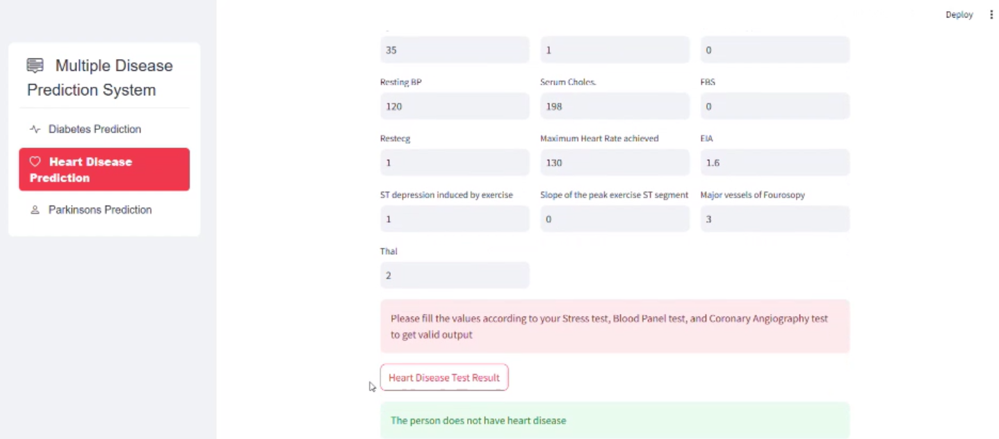 Deploy
Multiple Disease
Prediction System
Diabetes Prediction
Heart Disease
Prediction
Parkinsons Prediction
35
1
0
Resting BP
Serum Choles.
FBS
120
198
0
Restecg
Maximum Heart Rate achieved
EIA
1
130
1.6
ST depression induced by exercise
Slope of the peak exercise ST segment
Major vessels of Fourosopy
1
0
3
Thal
2
Please fill the values according to your Stress test, Blood Panel test, and Coronary Angiography test
to get valid output
Heart Disease Test Result
The person does not have heart disease